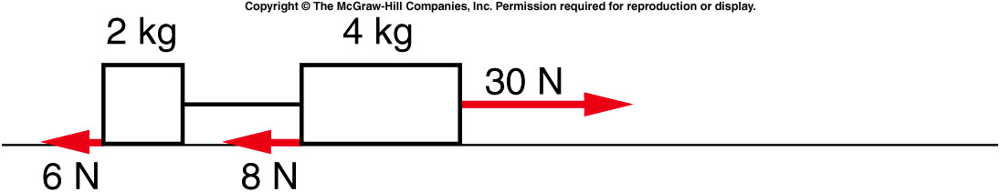 Copyright © The McGraw-Hill Companies, Inc. Permission required for reproduction or display.
2 kg
4 kg
30 N
6 N
8 N